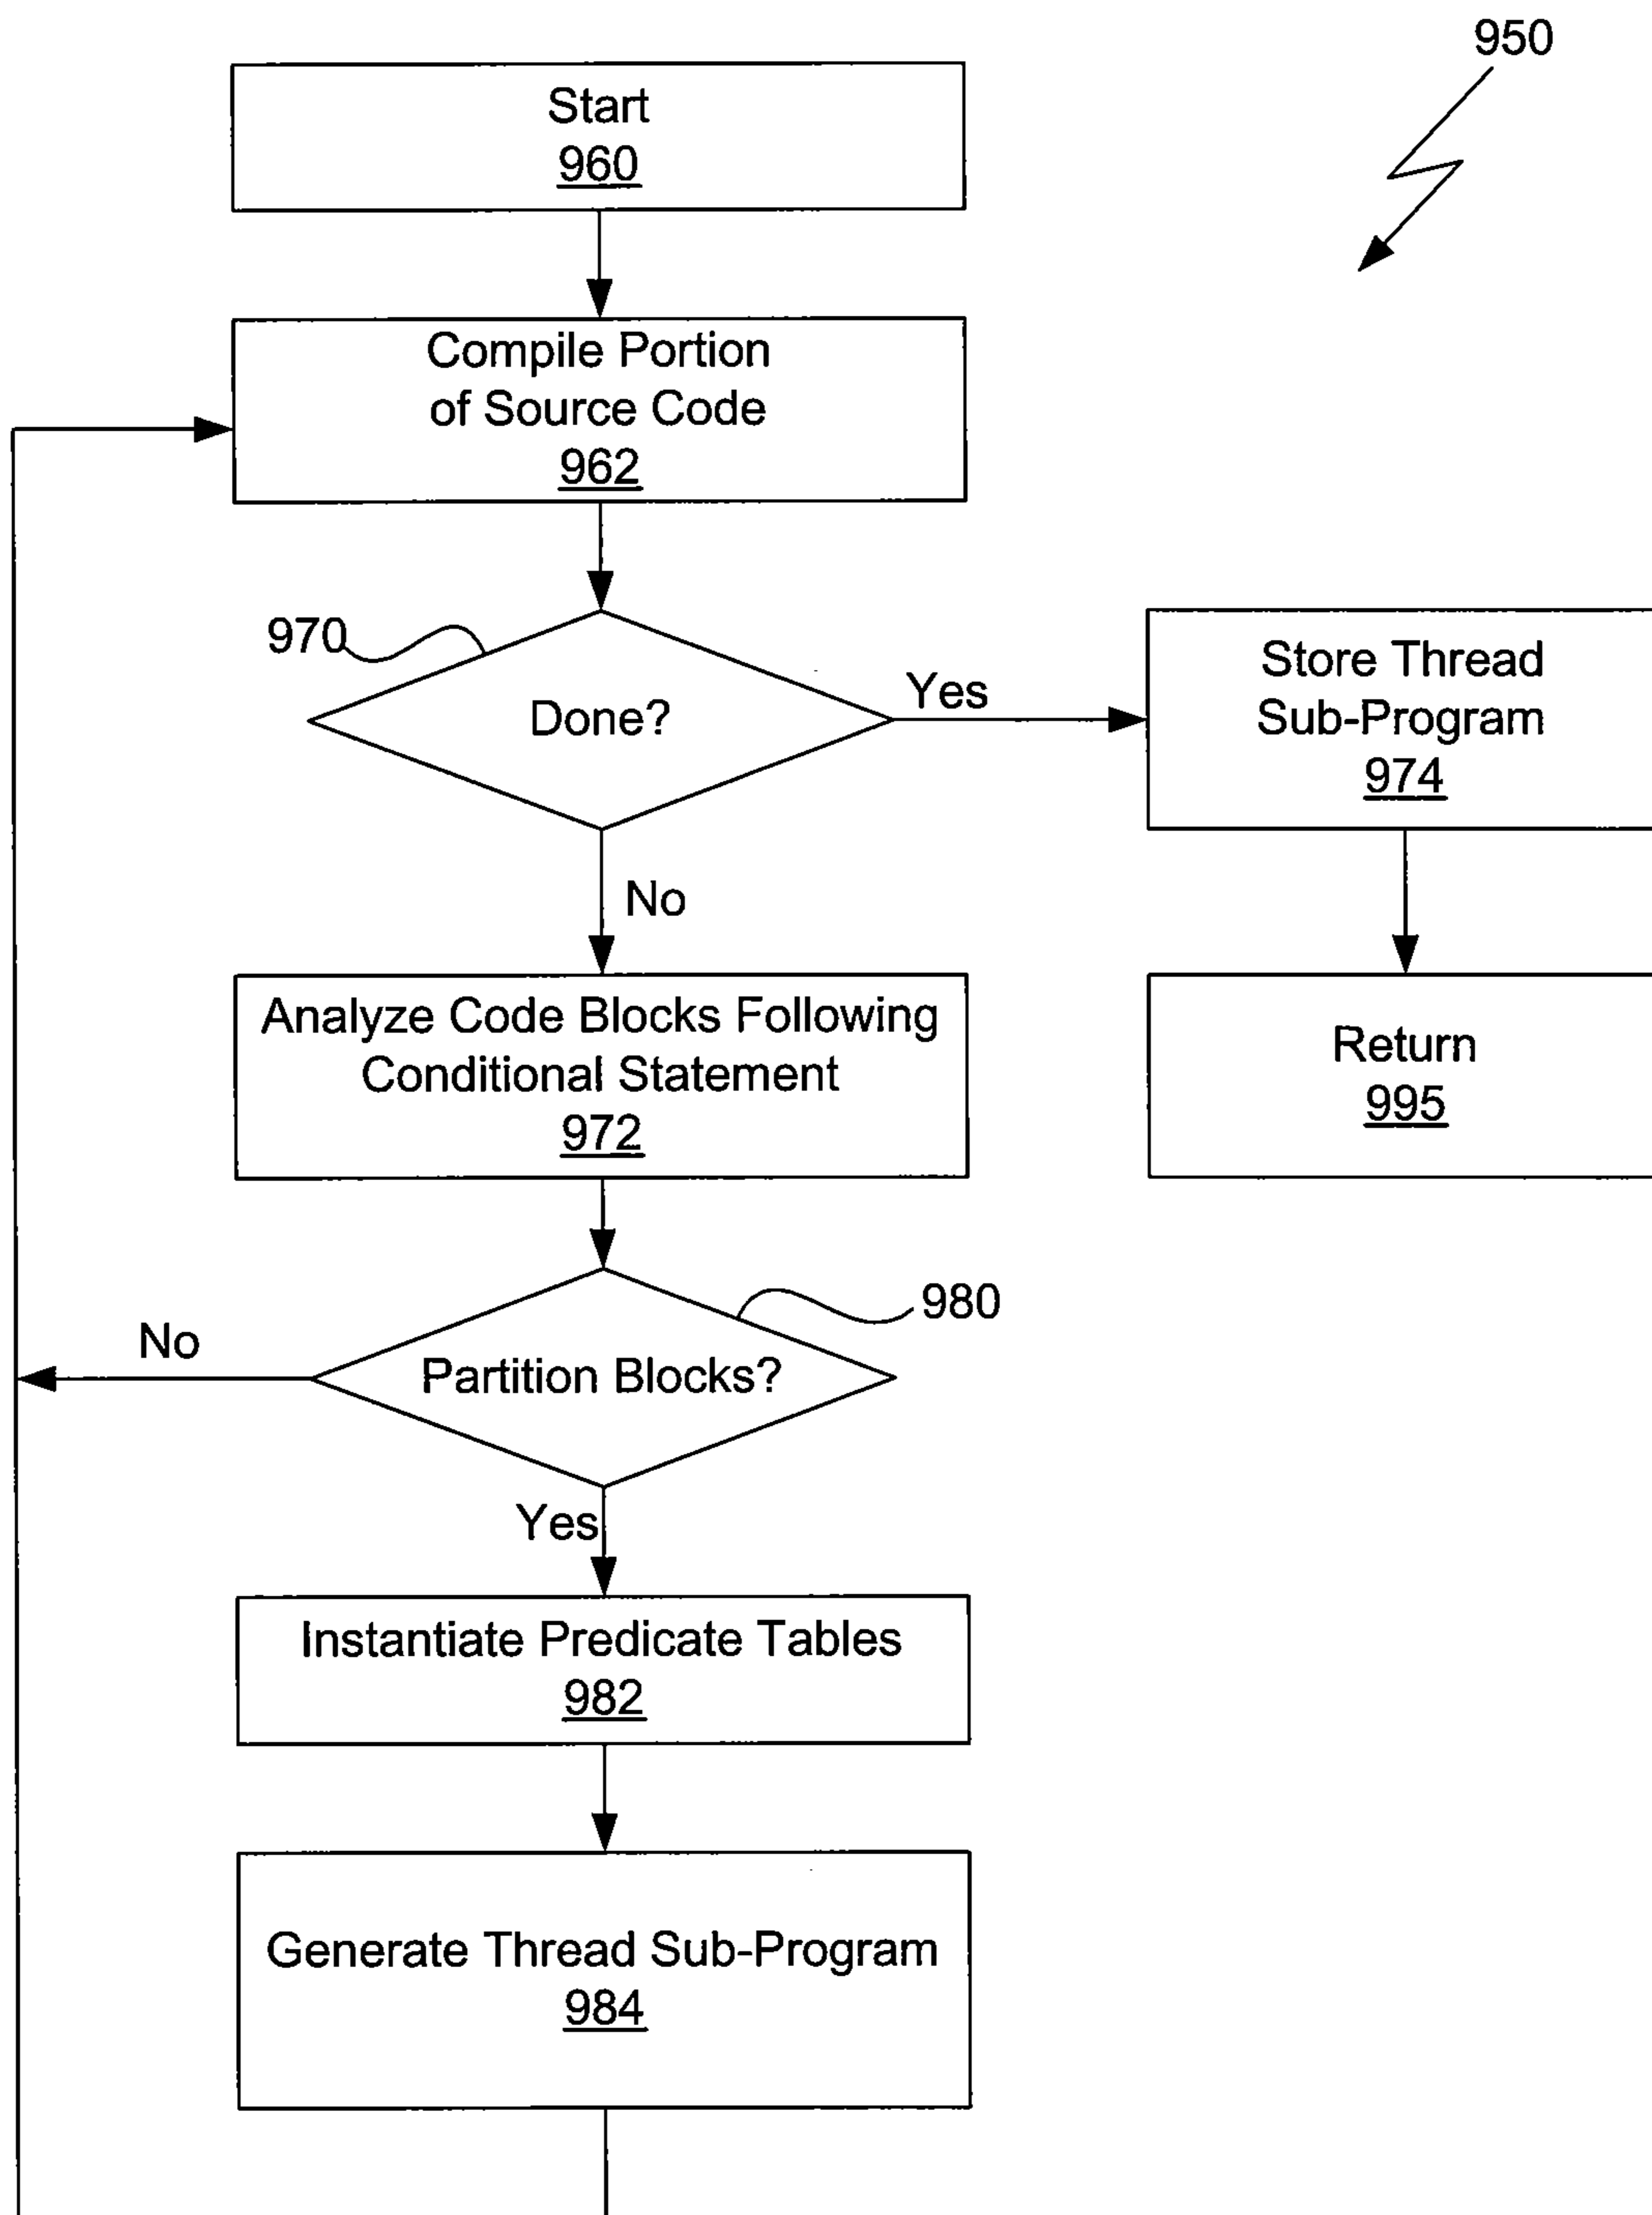 950
Start
960
Compile Portion
of Source Code
962
970
Done?
Yes
Store Thread
Sub-Program
974
No
Analyze Code Blocks Following
Conditional Statement
972
Return
995
980
No
Partition Blocks?
Yes
Instantiate Predicate Tables
982
Generate Thread Sub-Program
984